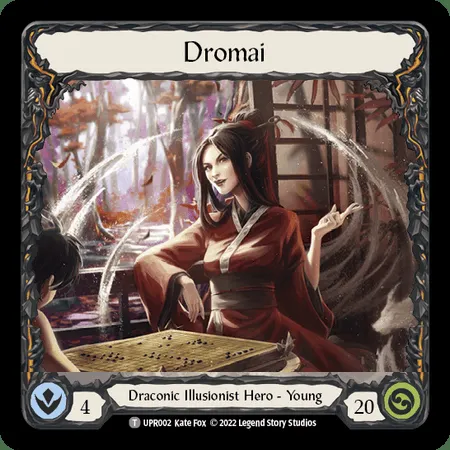 Dromai
4 Draconic Illusionist Hero - Young 20
T UPR002 Kate Fox © 2022 Legend Story Studios